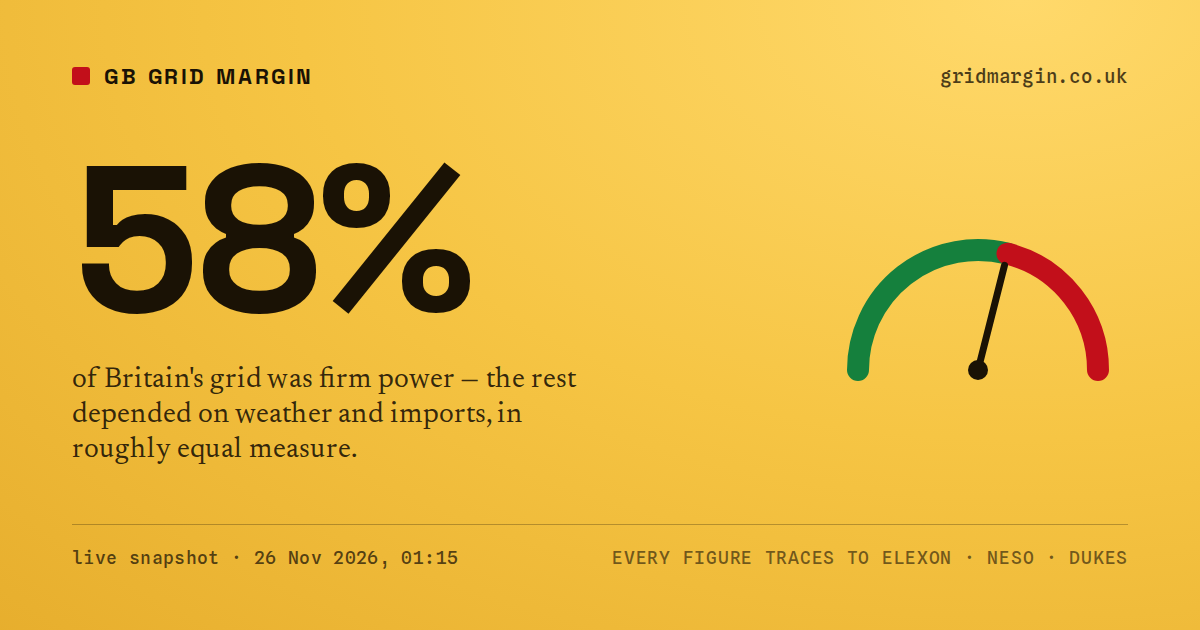 GB GRID MARGIN
gridmargin.co.uk
58%
of Britain's grid was firm power — the rest
depended on weather and imports, in
roughly equal measure.
live snapshot · 26 Nov 2026, 01:15
EVERY FIGURE TRACES TO ELEXON · NESO · DUKES